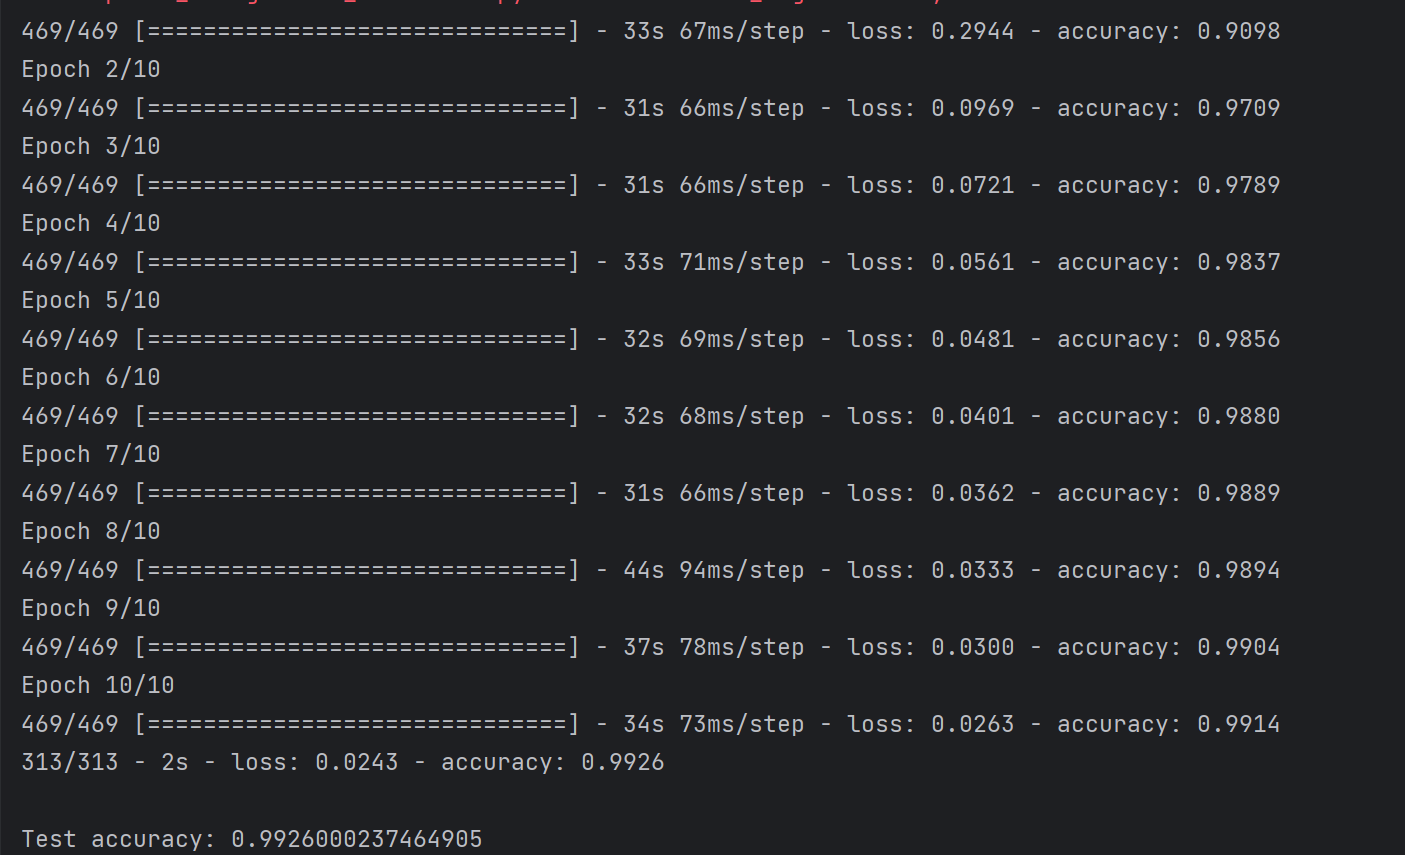 469/469 [==============================] - 33s 67ms/step - loss: 0.2944 - accuracy: 0.9098
Epoch 2/10
469/469 [==============================] - 31s 66ms/step - loss: 0.0969 - accuracy: 0.9709
Epoch 3/10
469/469 [==============================] - 31s 66ms/step - loss: 0.0721 - accuracy: 0.9789
Epoch 4/10
469/469 [==============================] - 33s 71ms/step - loss: 0.0561 - accuracy: 0.9837
Epoch 5/10
469/469 [==============================] - 32s 69ms/step - loss: 0.0481 - accuracy: 0.9856
Epoch 6/10
469/469 [==============================] - 32s 68ms/step - loss: 0.0401 - accuracy: 0.9880
Epoch 7/10
469/469 [==============================] - 31s 66ms/step - loss: 0.0362 - accuracy: 0.9889
Epoch 8/10
469/469 [==============================] - 44s 94ms/step - loss: 0.0333 - accuracy: 0.9894
Epoch 9/10
469/469 [==============================] - 37s 78ms/step - loss: 0.0300 - accuracy: 0.9904
Epoch 10/10
469/469 [==============================] - 34s 73ms/step - loss: 0.0263 - accuracy: 0.9914
313/313 - 2s - loss: 0.0243 - accuracy: 0.9926
Test accuracy: 0.9926000237464905